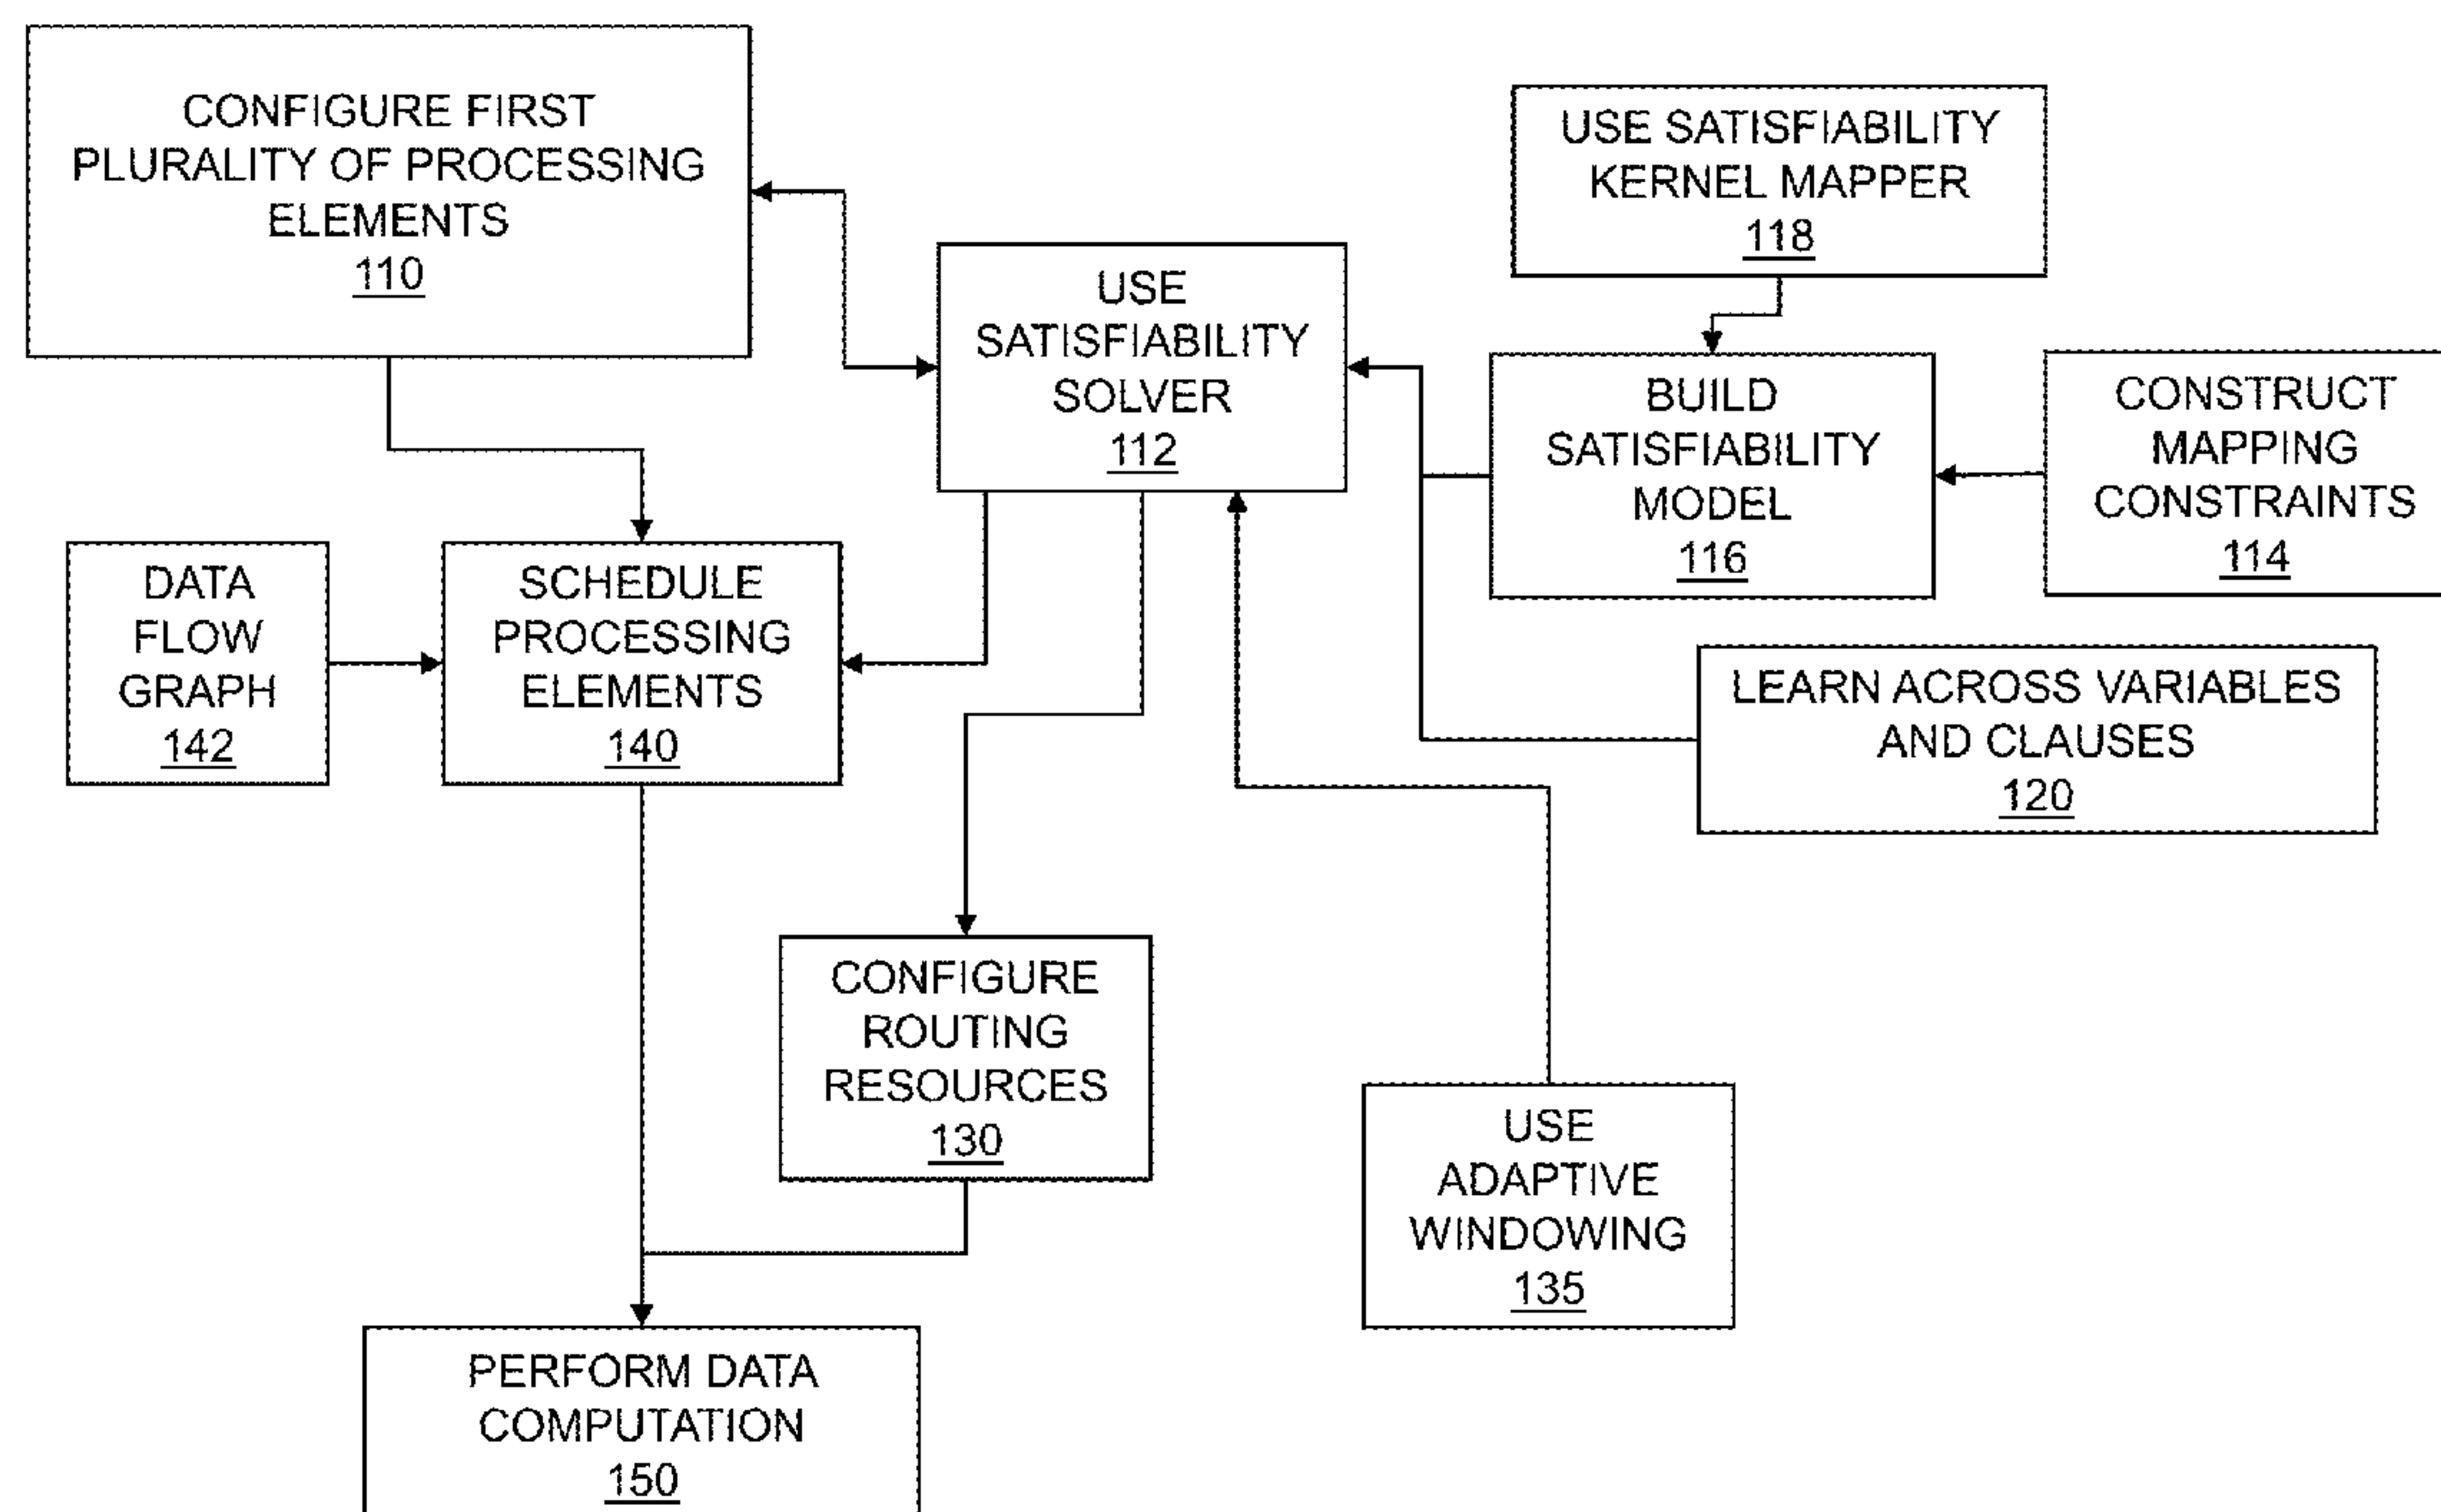 CONFIGURE FIRST
PLURALITY OF PROCESSING
ELEMENTS
110
USE SATISFIABILITY
KERNEL MAPPER
118
USE
SATISFIABILITY
SOLVER
112
BUILD
SATISFIABILITY
MODEL
116
CONSTRUCT
MAPPING
CONSTRAINTS
114
DATA
FLOW
GRAPH
142
SCHEDULE
PROCESSING
ELEMENTS
140
LEARN ACROSS VARIABLES
AND CLAUSES
120
CONFIGURE
ROUTING
RESOURCES
130
USE
ADAPTIVE
WINDOWING
135
PERFORM DATA
COMPUTATION
150